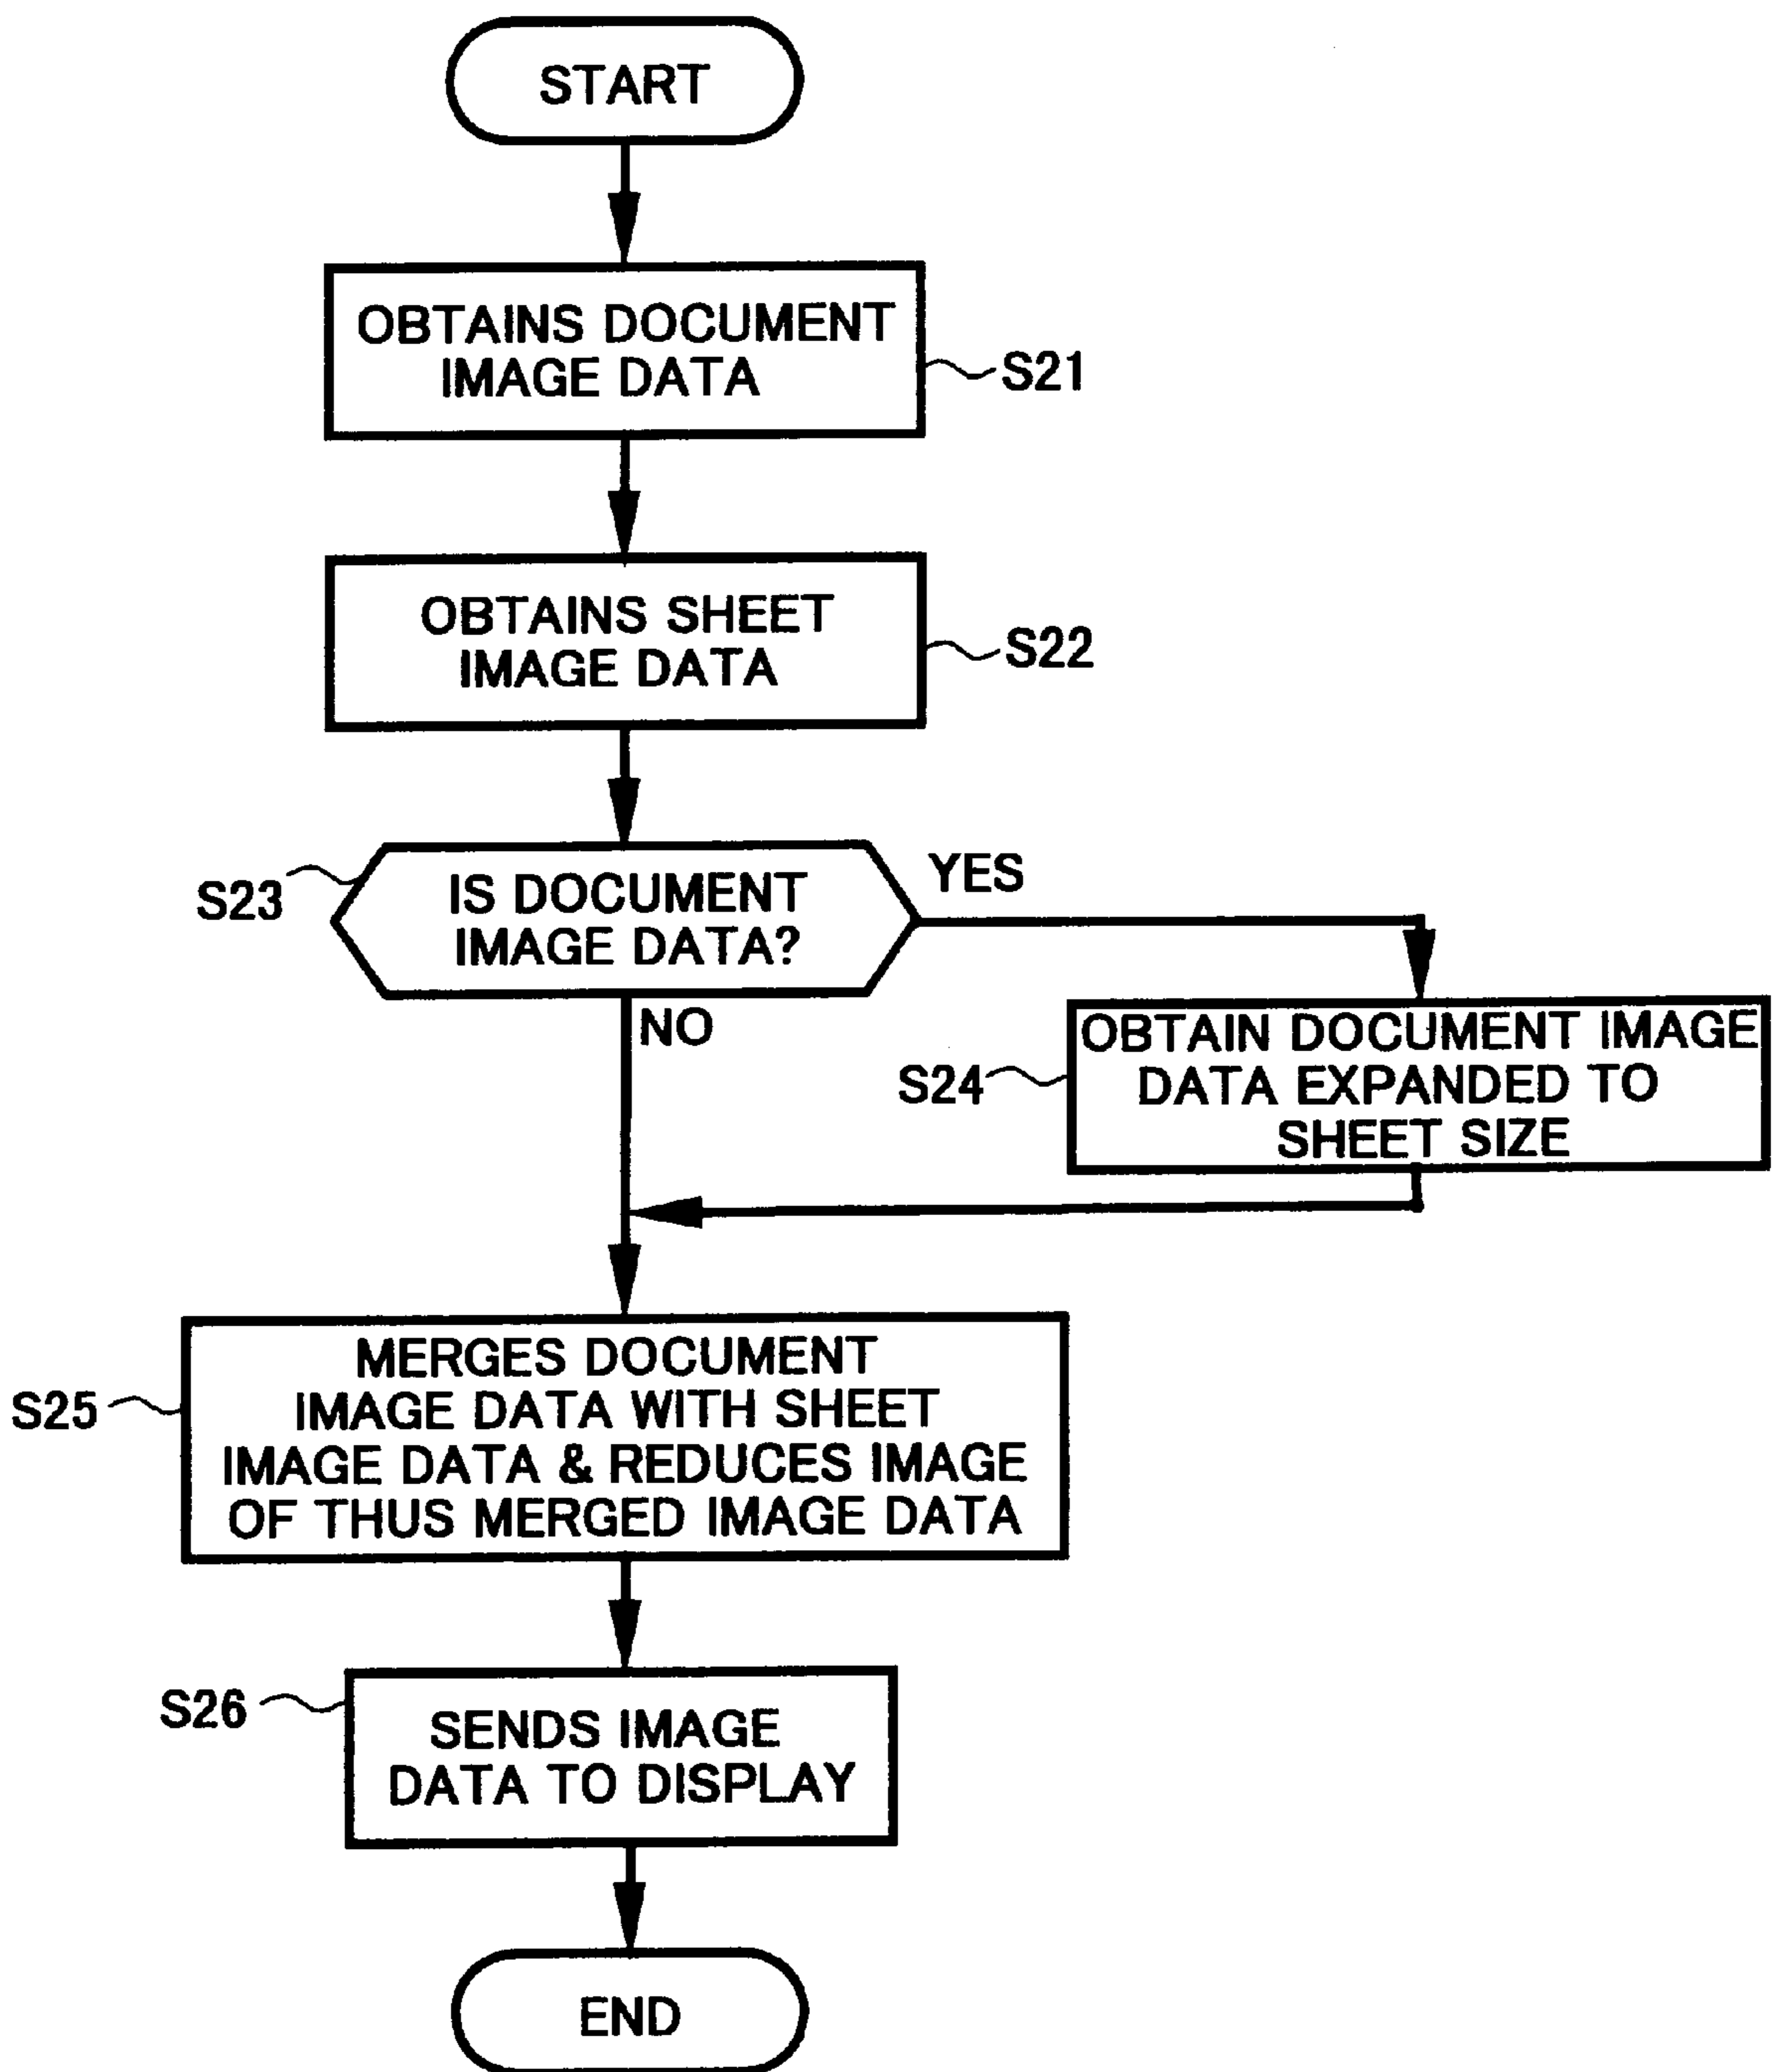 START
OBTAINS DOCUMENT
IMAGE DATA
S21
OBTAINS SHEET
IMAGE DATA
S22
S23
IS DOCUMENT
IMAGE DATA?
YES
NO
S24
OBTAIN DOCUMENT IMAGE
DATA EXPANDED TO
SHEET SIZE
S25
MERGES DOCUMENT
IMAGE DATA WITH SHEET
IMAGE DATA & REDUCES IMAGE
OF THUS MERGED IMAGE DATA
S26
SENDS IMAGE
DATA TO DISPLAY
END